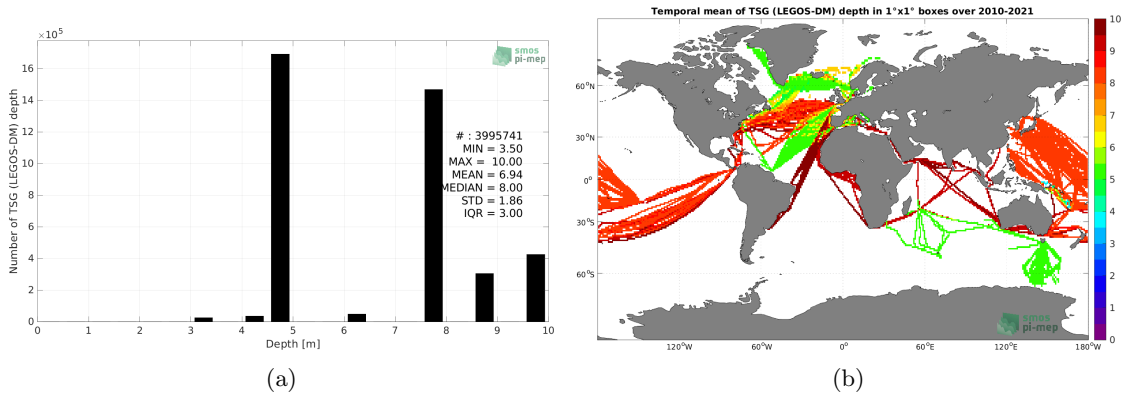 ×10⁵
smos
pi-mep
16
14
12
10
8
6
4
2
0
Number of TSG (LEGOS-DM) depth
# : 3995741
MIN = 3.50
MAX = 10.00
MEAN = 6.94
MEDIAN = 8.00
STD = 1.86
IQR = 3.00
0 1 2 3 4 5 6 7 8 9 10
Depth [m]
(a)
Temporal mean of TSG (LEGOS-DM) depth in 1°x1° boxes over 2010-2021
60°N
30°N
0°
30°S
60°S
120°W 60°W 0° 60°E 120°E 180°W
smos
pi-mep
10
9
8
7
6
5
4
3
2
1
0
(b)